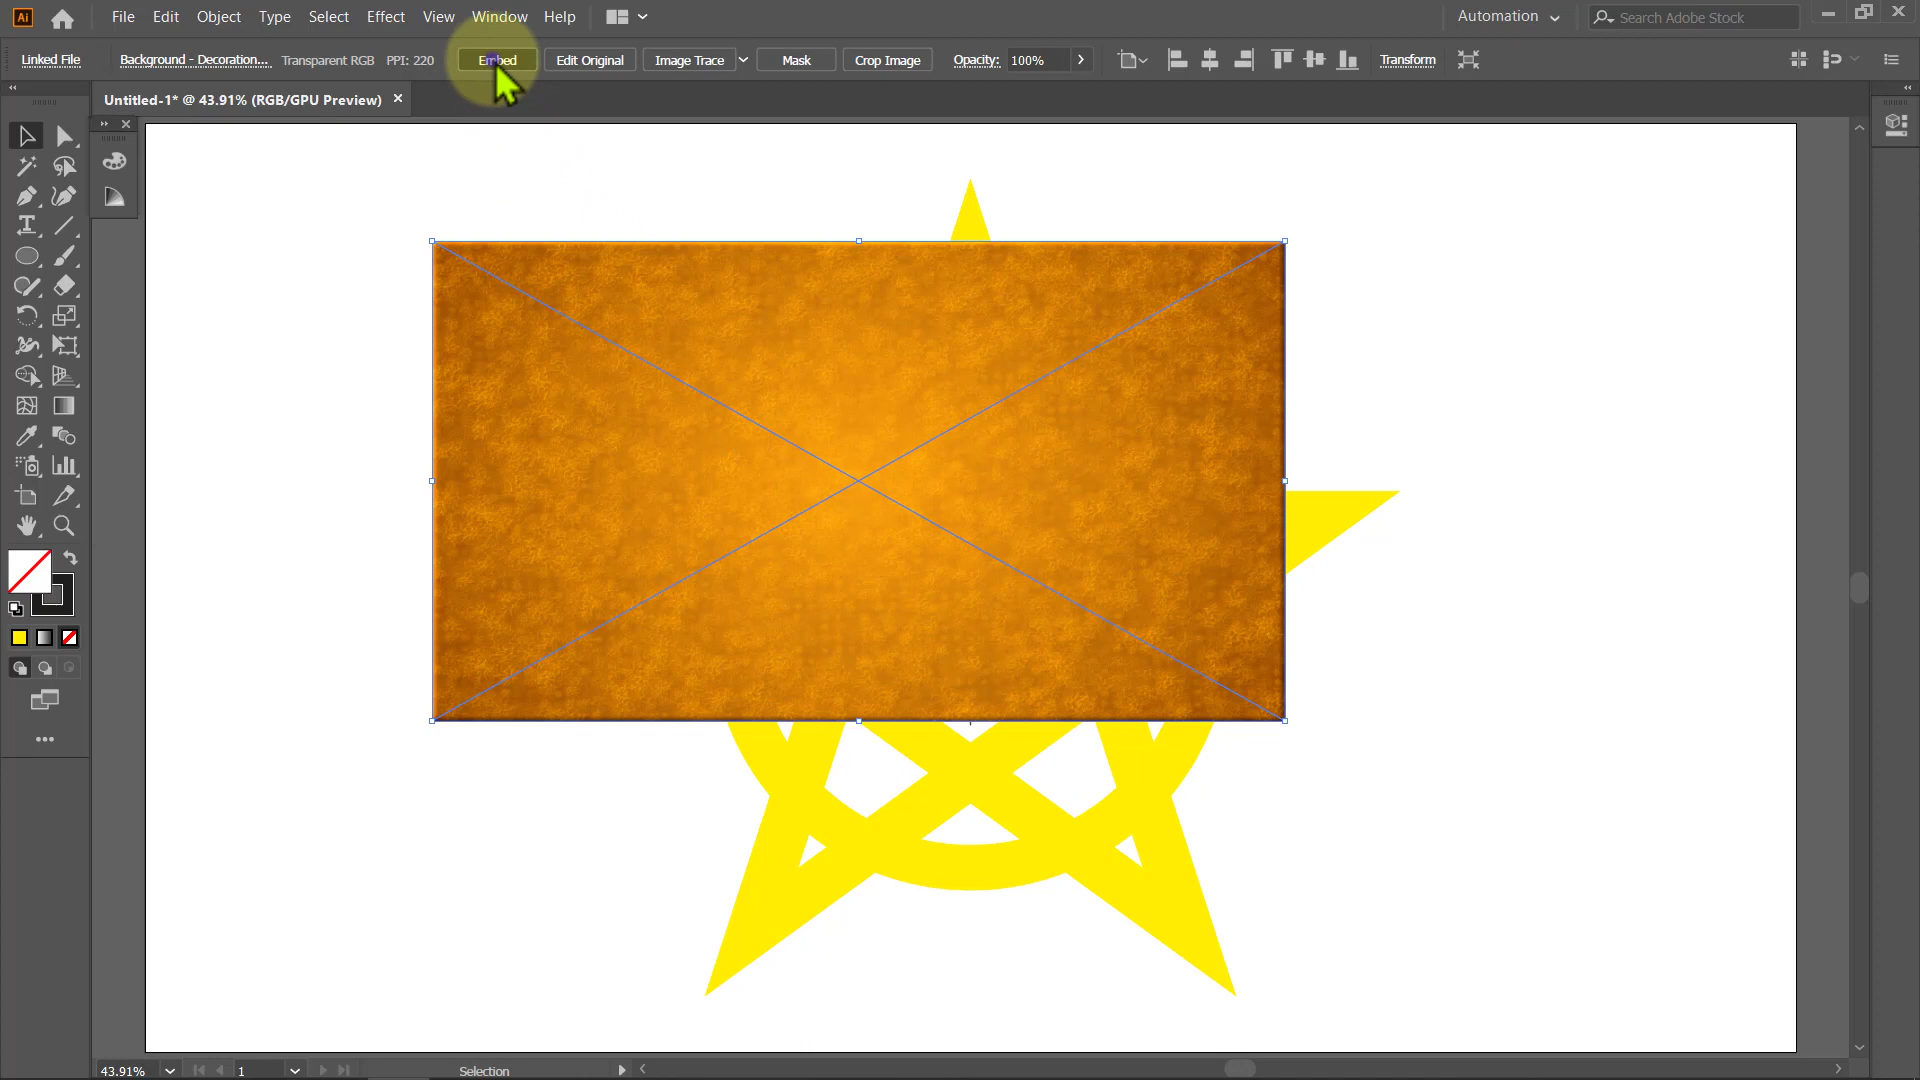 Ai File Edit Object Type Select Effect View Window Help Automation Search Adobe Stock
Linked File Background - Decoration... Transparent RGB PPI: 220 Embed Edit Original Image Trace Mask Crop Image Opacity: 100% Transform
Untitled-1* @ 43.91% (RGB/GPU Preview)
43.91% 1 Selection